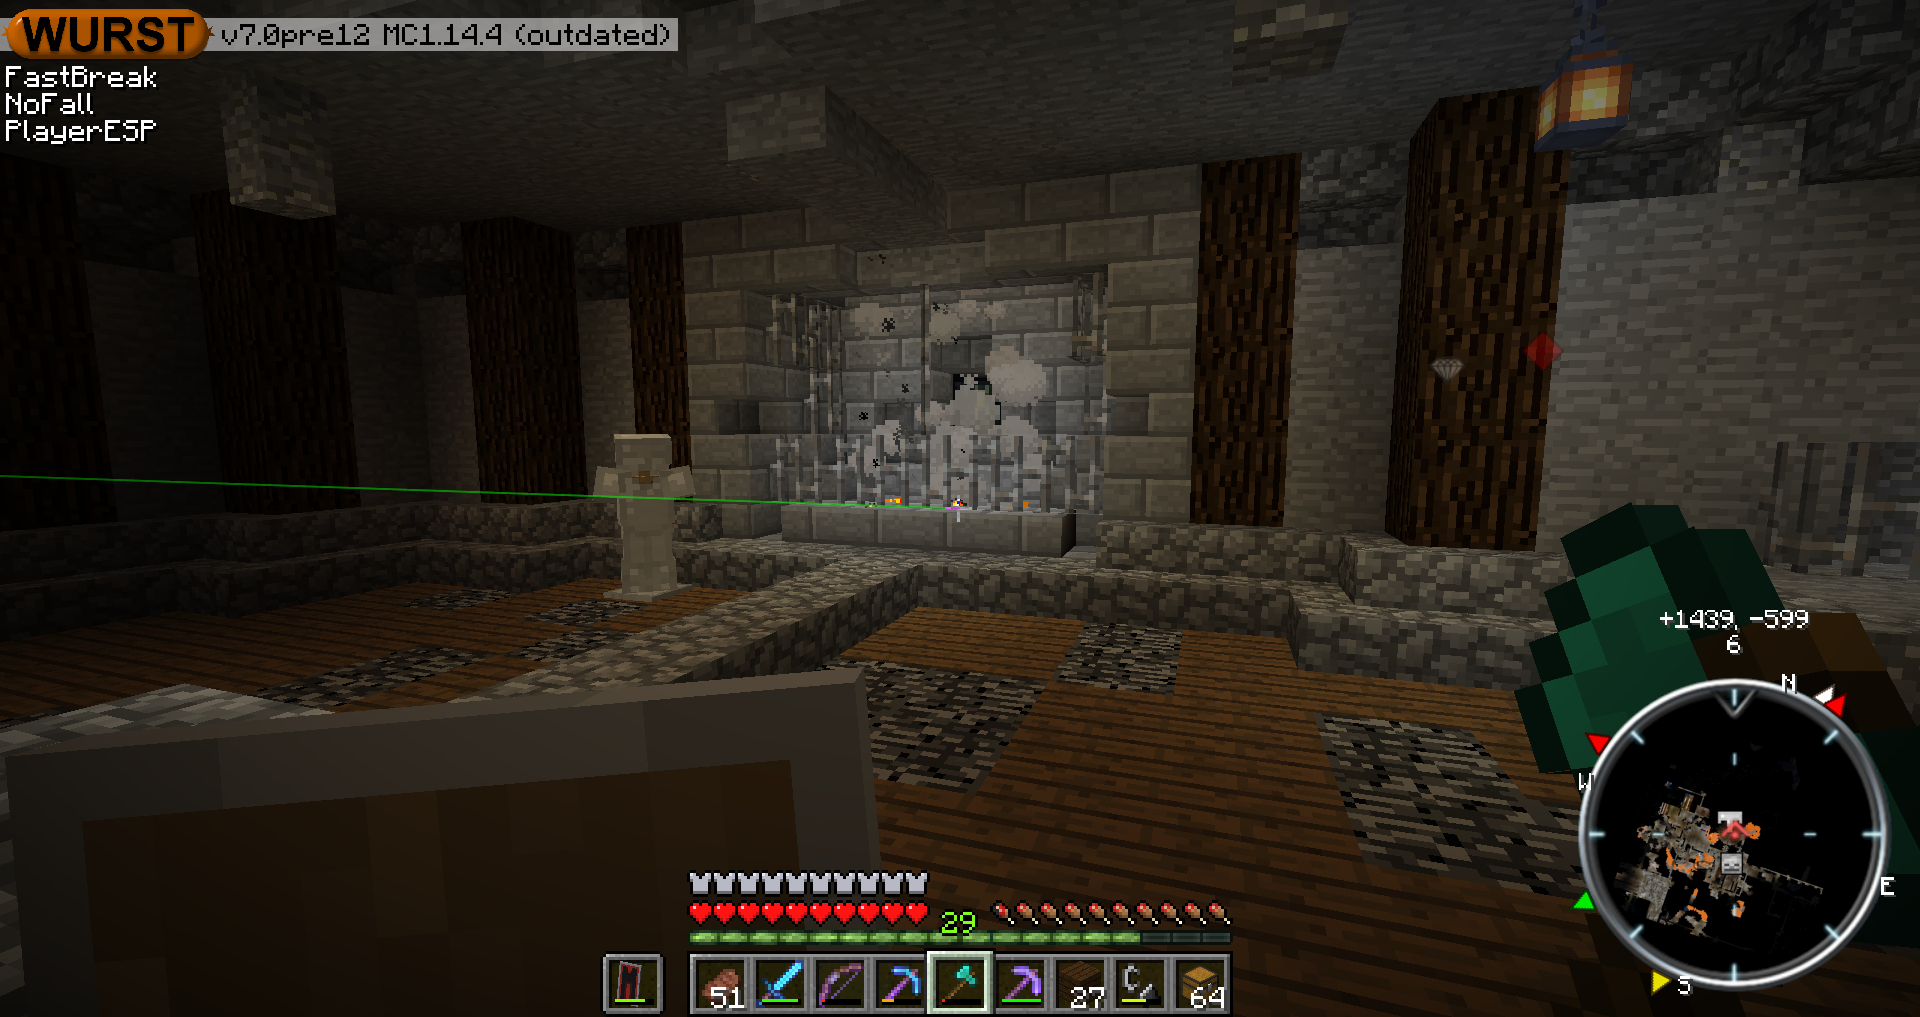 WURST v7.0pre12 MC1.14.4 (outdated)
FastBreak
NoFall
PlayerESP
+1439, -599
6
N
W
E
S
29
51
27
64